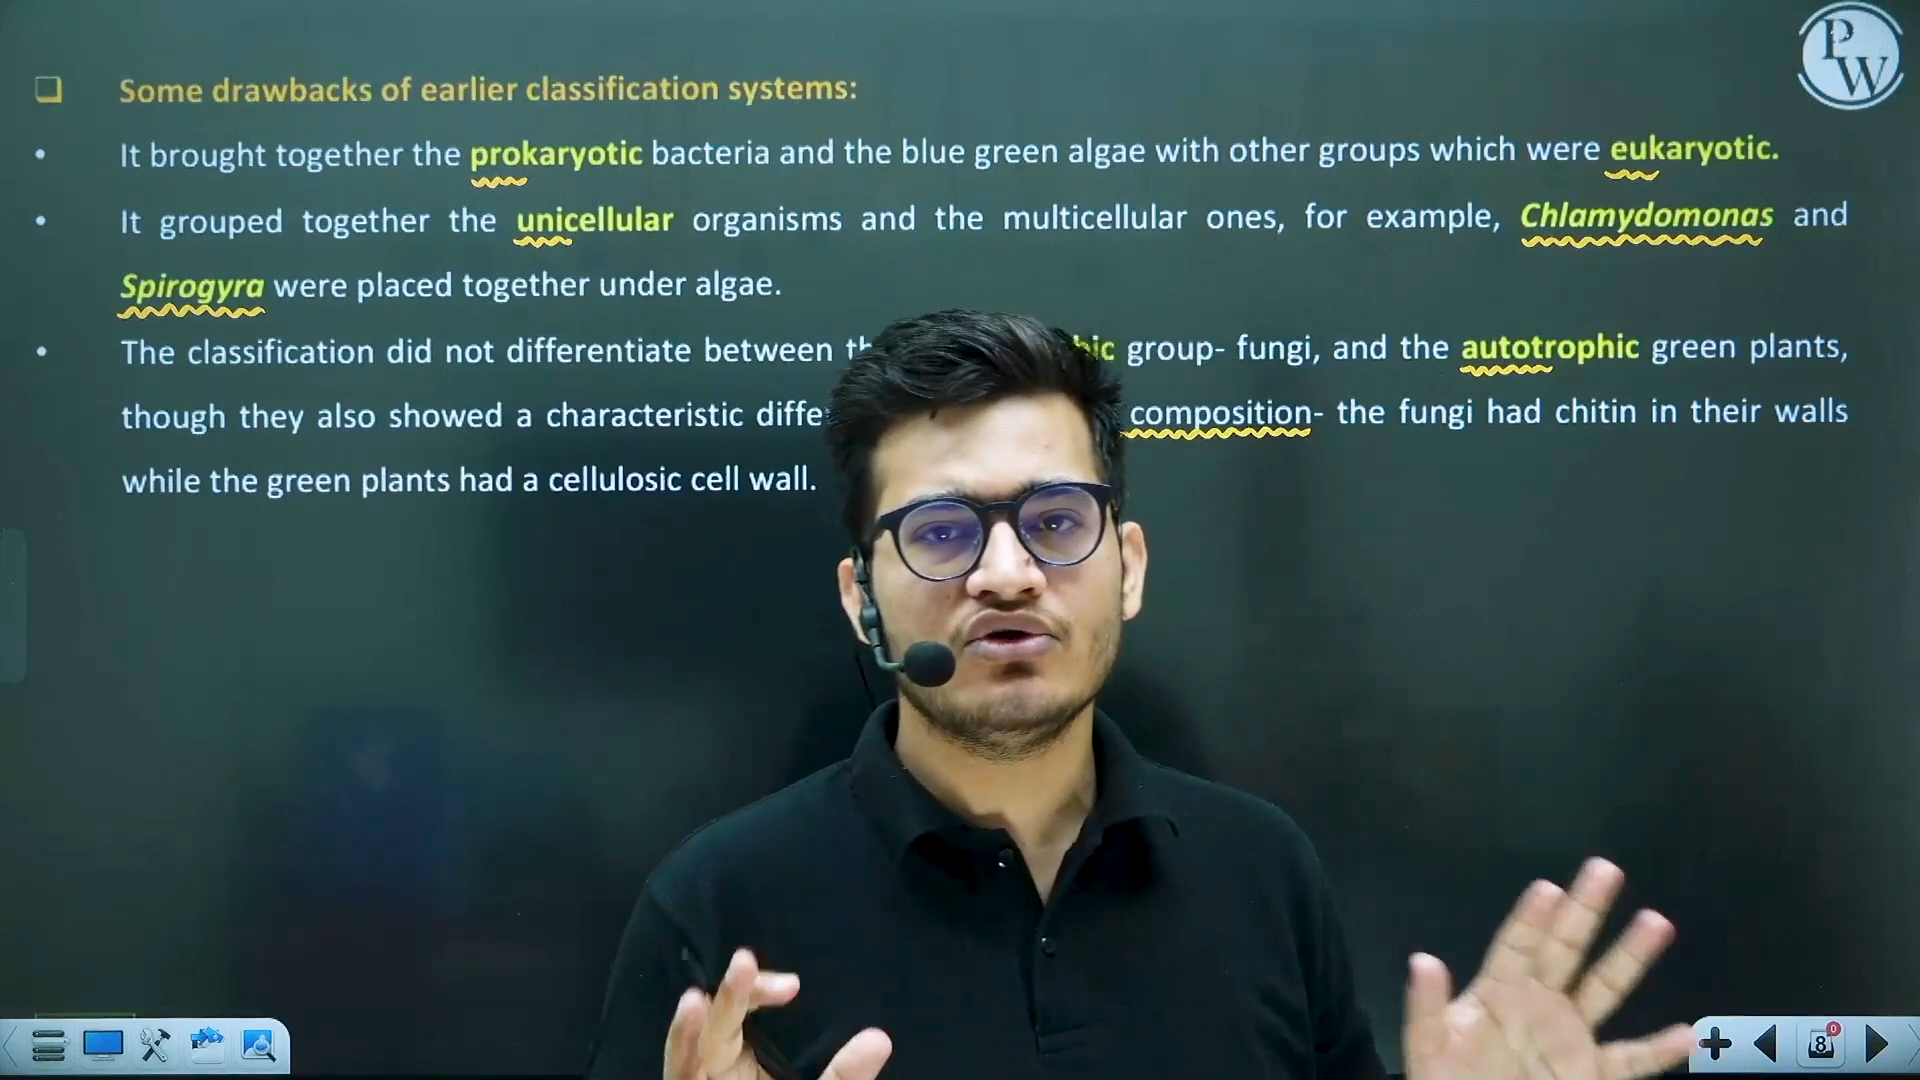 Some drawbacks of earlier classification systems:
PW
• It brought together the prokaryotic bacteria and the blue green algae with other groups which were eukaryotic.
• It grouped together the unicellular organisms and the multicellular ones, for example, Chlamydomonas and
Spirogyra were placed together under algae.
• The classification did not differentiate between group- fungi, and the autotrophic green plants,
though they also showed a characteristic composition- the fungi had chitin in their walls
while the green plants had a cellulosic cell wall.
0
8